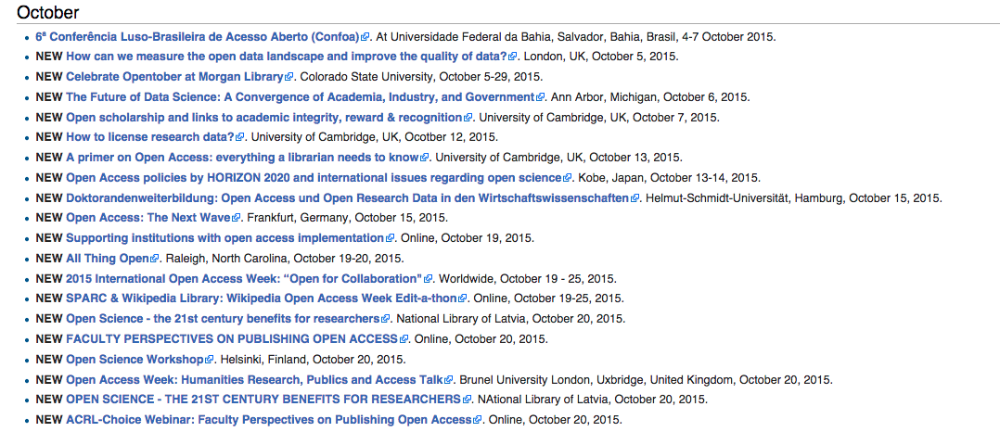 October
6ª Conferência Luso-Brasileira de Acesso Aberto (Confoa). At Universidade Federal da Bahia, Salvador, Bahia, Brasil, 4-7 October 2015.
NEW How can we measure the open data landscape and improve the quality of data?. London, UK, October 5, 2015.
NEW Celebrate Opentober at Morgan Library. Colorado State University, October 5-29, 2015.
NEW The Future of Data Science: A Convergence of Academia, Industry, and Government. Ann Arbor, Michigan, October 6, 2015.
NEW Open scholarship and links to academic integrity, reward & recognition. University of Cambridge, UK, October 7, 2015.
NEW How to license research data?. University of Cambridge, UK, Ocotber 12, 2015.
NEW A primer on Open Access: everything a librarian needs to know. University of Cambridge, UK, October 13, 2015.
NEW Open Access policies by HORIZON 2020 and international issues regarding open science. Kobe, Japan, October 13-14, 2015.
NEW Doktorandenweiterbildung: Open Access und Open Research Data in den Wirtschaftswissenschaften. Helmut-Schmidt-Universität, Hamburg, October 15, 2015.
NEW Open Access: The Next Wave. Frankfurt, Germany, October 15, 2015.
NEW Supporting institutions with open access implementation. Online, October 19, 2015.
NEW All Thing Open. Raleigh, North Carolina, October 19-20, 2015.
NEW 2015 International Open Access Week: “Open for Collaboration”. Worldwide, October 19 - 25, 2015.
NEW SPARC & Wikipedia Library: Wikipedia Open Access Week Edit-a-thon. Online, October 19-25, 2015.
NEW Open Science - the 21st century benefits for researchers. National Library of Latvia, October 20, 2015.
NEW FACULTY PERSPECTIVES ON PUBLISHING OPEN ACCESS. Online, October 20, 2015.
NEW Open Science Workshop. Helsinki, Finland, October 20, 2015.
NEW Open Access Week: Humanities Research, Publics and Access Talk. Brunel University London, Uxbridge, United Kingdom, October 20, 2015.
NEW OPEN SCIENCE - THE 21ST CENTURY BENEFITS FOR RESEARCHERS. NAtional Library of Latvia, October 20, 2015.
NEW ACRL-Choice Webinar: Faculty Perspectives on Publishing Open Access. Online, October 20, 2015.